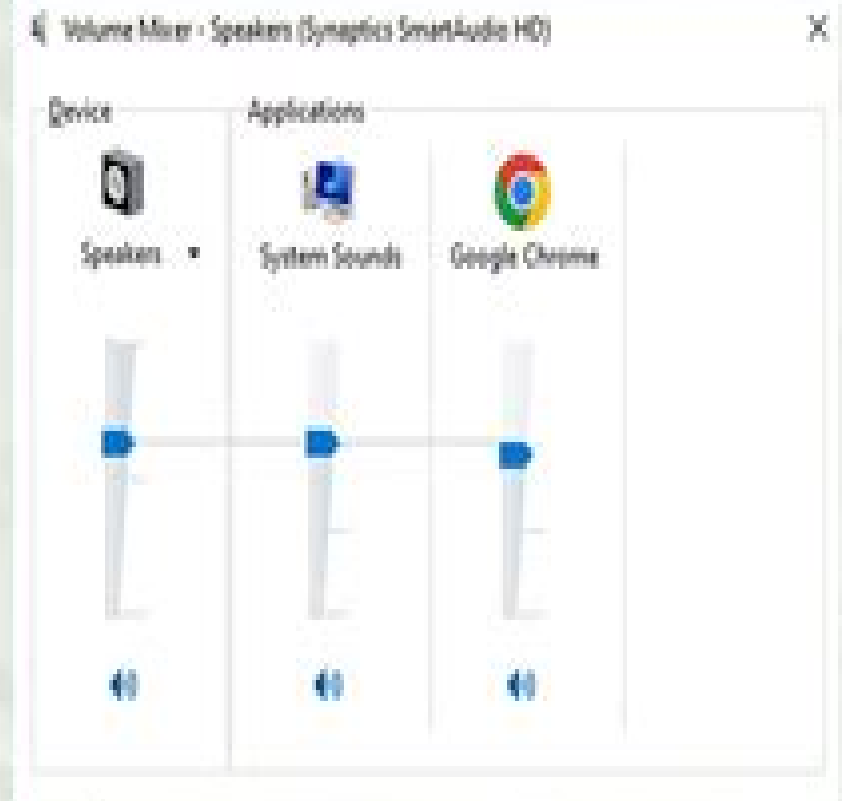 Volume Mixer - Speakers (Synaptics SmartAudio HD)
Device
Applications
Speakers
System Sounds
Google Chrome